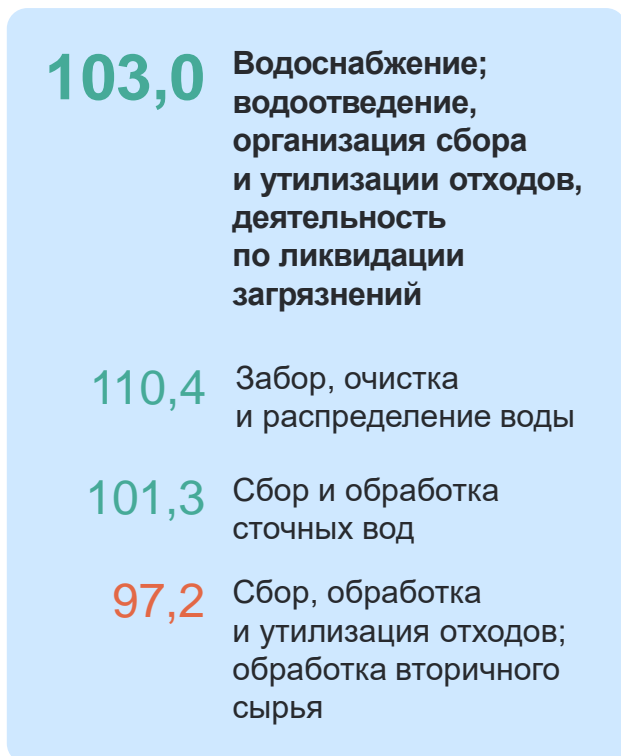 103,0 Водоснабжение;
водоотведение,
организация сбора
и утилизации отходов,
деятельность
по ликвидации
загрязнений
110,4 Забор, очистка
и распределение воды
101,3 Сбор и обработка
сточных вод
97,2 Сбор, обработка
и утилизация отходов;
обработка вторичного
сырья